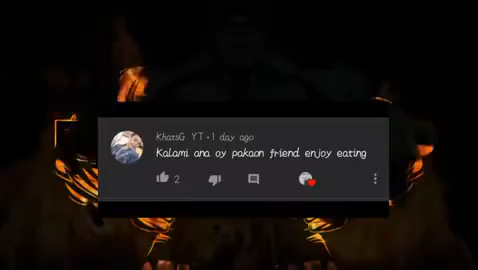 KhatsG YT • 1 day ago
Kalami ana oy pakaon friend enjoy eating
2